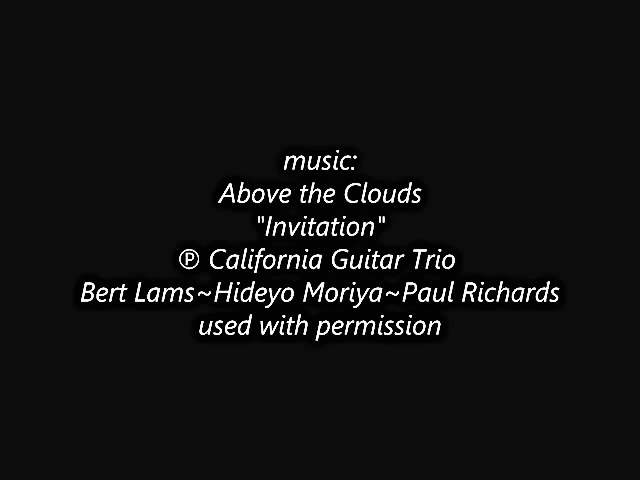 music:
Above the Clouds
"Invitation"
℗ California Guitar Trio
Bert Lams~Hideyo Moriya~Paul Richards
used with permission